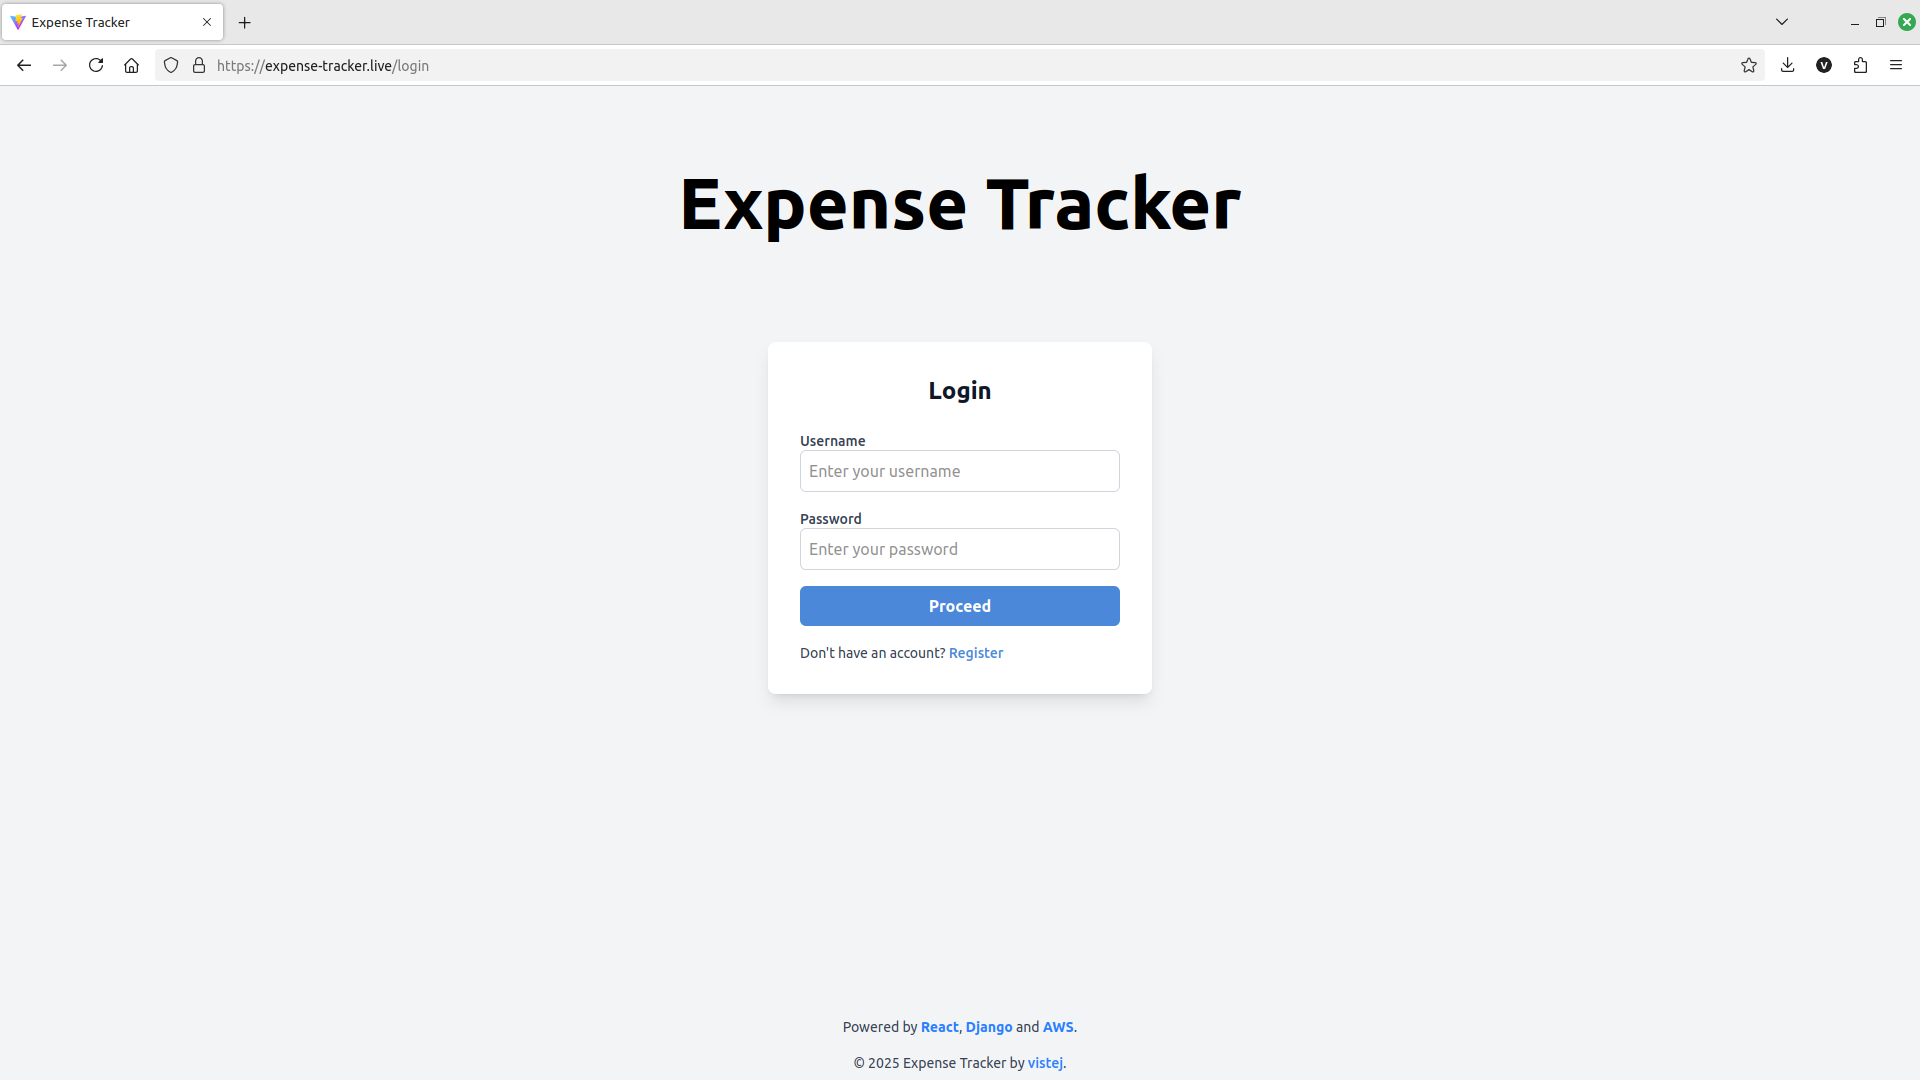 Expense Tracker
https://expense-tracker.live/login
V
Expense Tracker
Login
Username
Enter your username
Password
Enter your password
Proceed
Don't have an account? Register
Powered by React, Django and AWS.
© 2025 Expense Tracker by vistej.